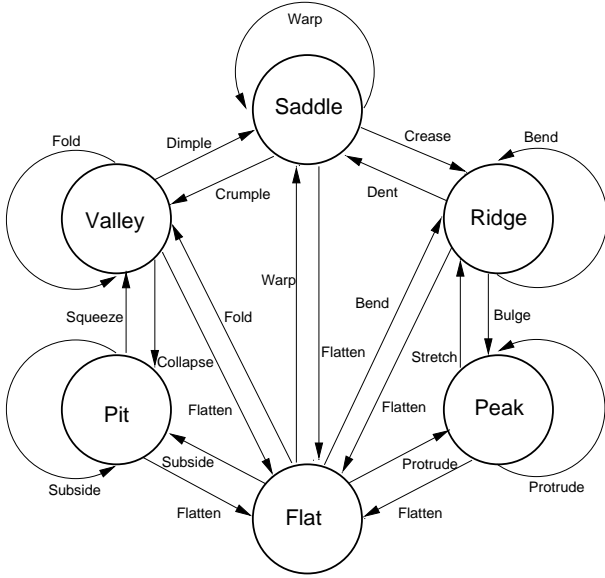 Warp
Saddle
Fold
Dimple
Crease
Bend
Crumple
Dent
Valley
Ridge
Squeeze
Warp
Fold
Bend
Bulge
Collapse
Flatten
Stretch
Pit
Peak
Flatten
Flatten
Subside
Protrude
Subside
Flatten
Flat
Flatten
Protrude